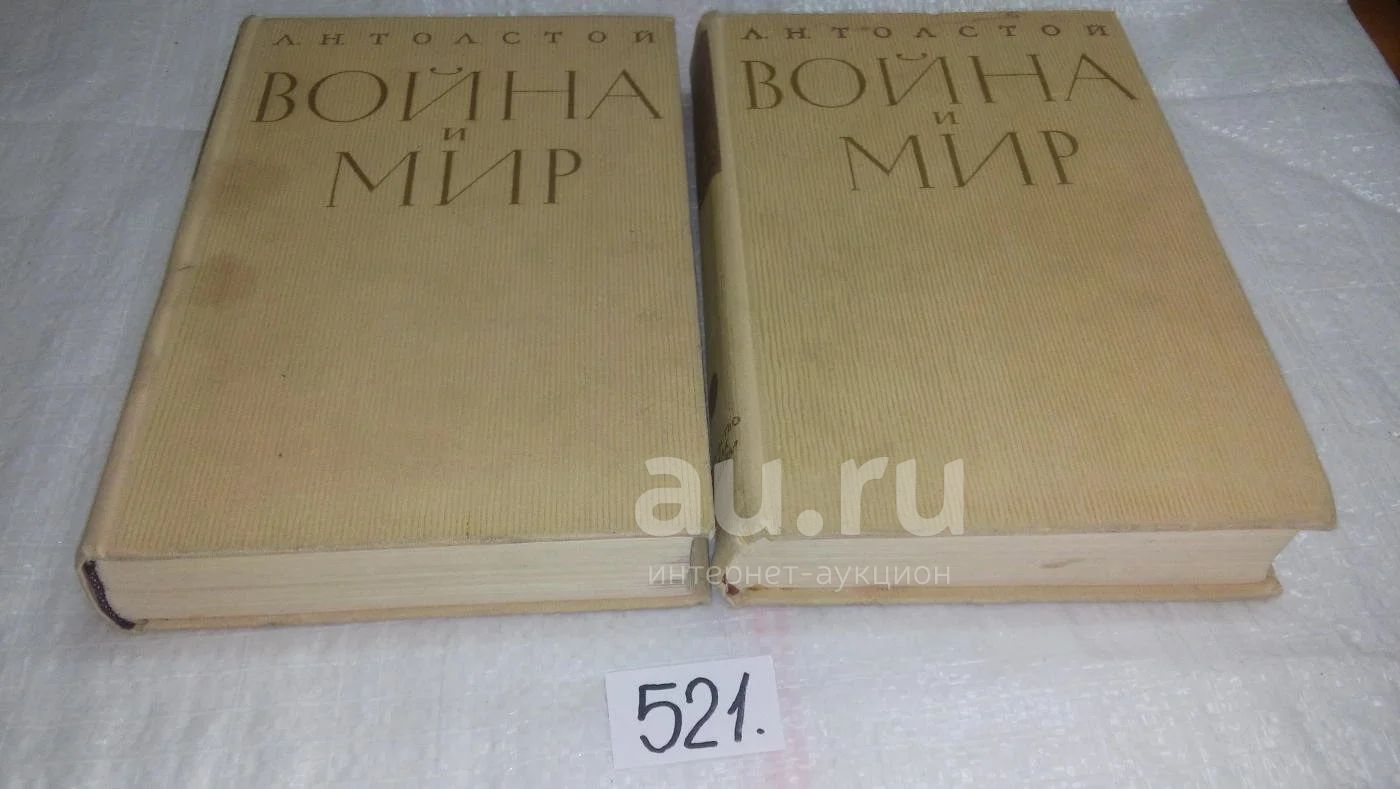 Л.Н.ТОЛСТОЙ
ВОЙНА
и
МИР
Л.Н.ТОЛСТОЙ
ВОЙНА
и
МИР
au.ru
интернет-аукцион
521.